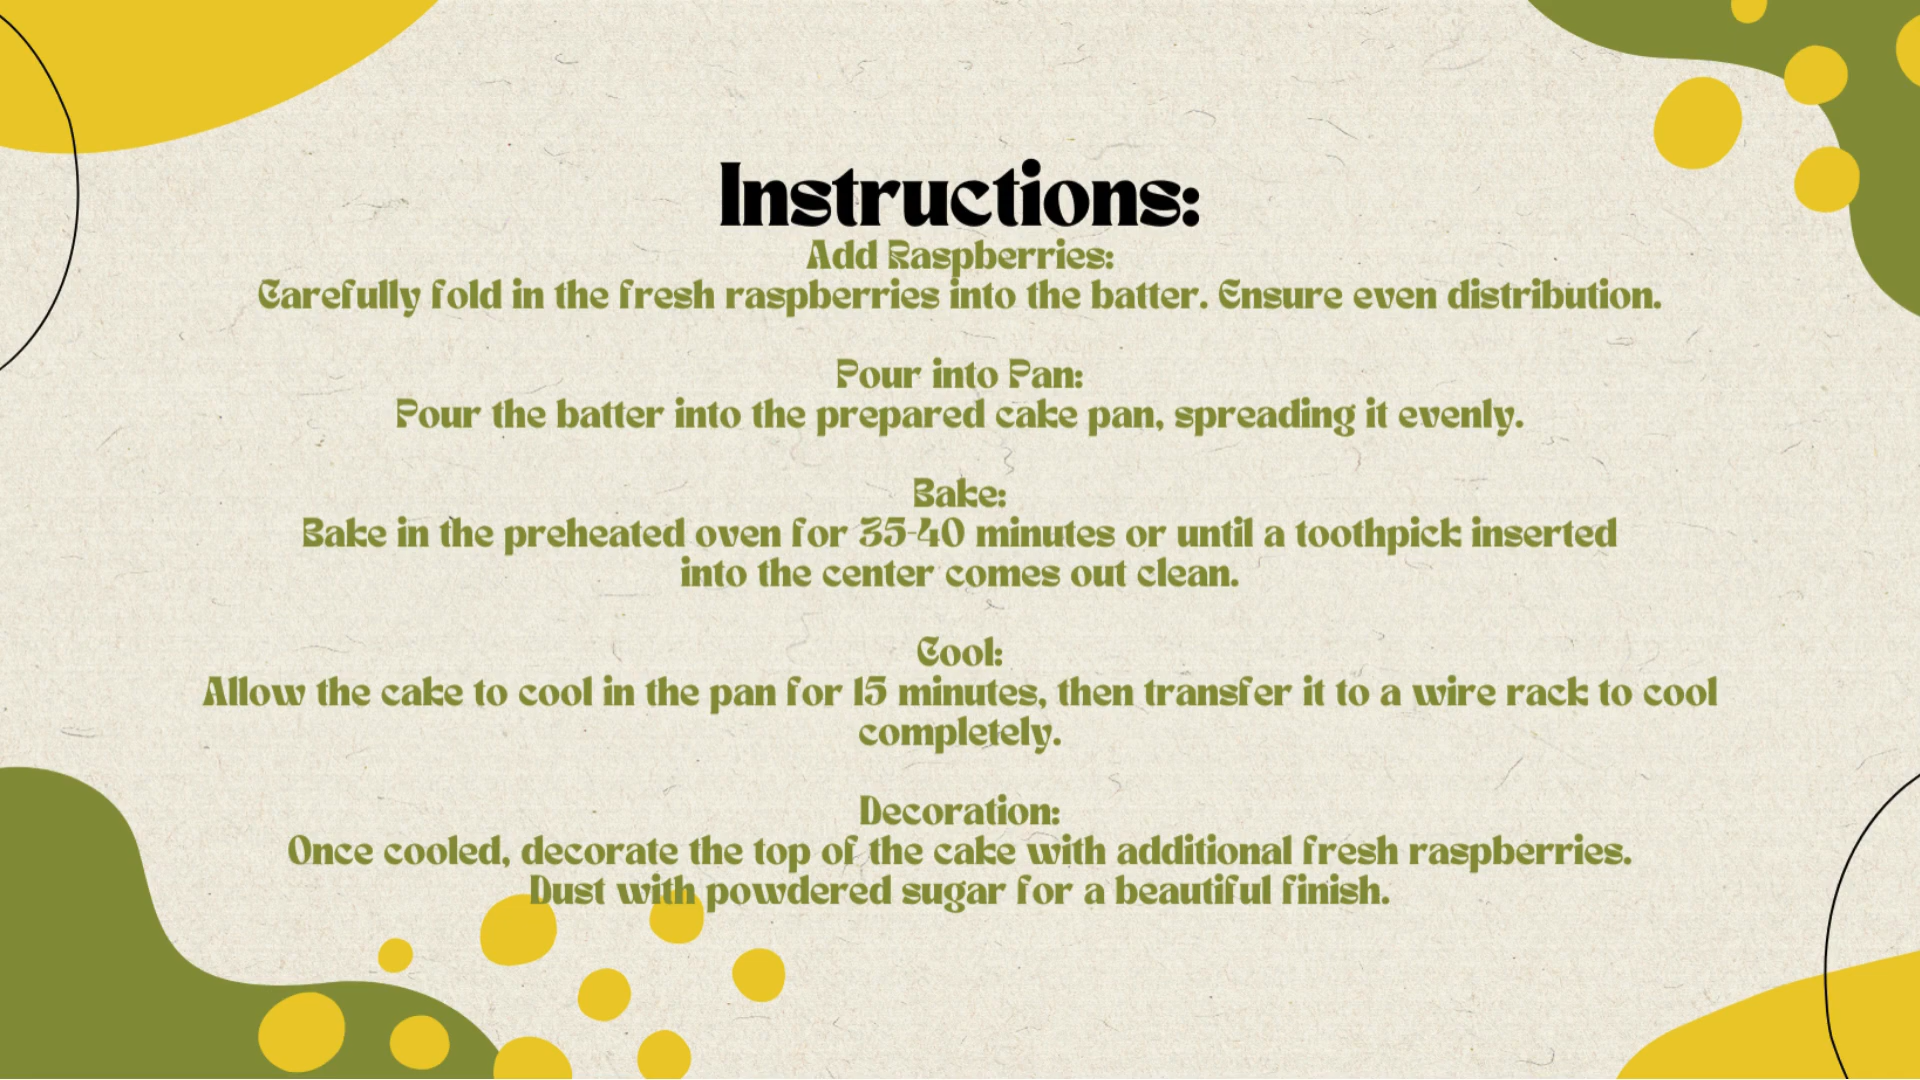 Instructions:
Add Raspberries:
Carefully fold in the fresh raspberries into the batter. Ensure even distribution.
Pour into Pan:
Pour the batter into the prepared cake pan, spreading it evenly.
Bake:
Bake in the preheated oven for 35-40 minutes or until a toothpick inserted
into the center comes out clean.
Cool:
Allow the cake to cool in the pan for 15 minutes, then transfer it to a wire rack to cool
completely.
Decoration:
Once cooled, decorate the top of the cake with additional fresh raspberries.
Dust with powdered sugar for a beautiful finish.